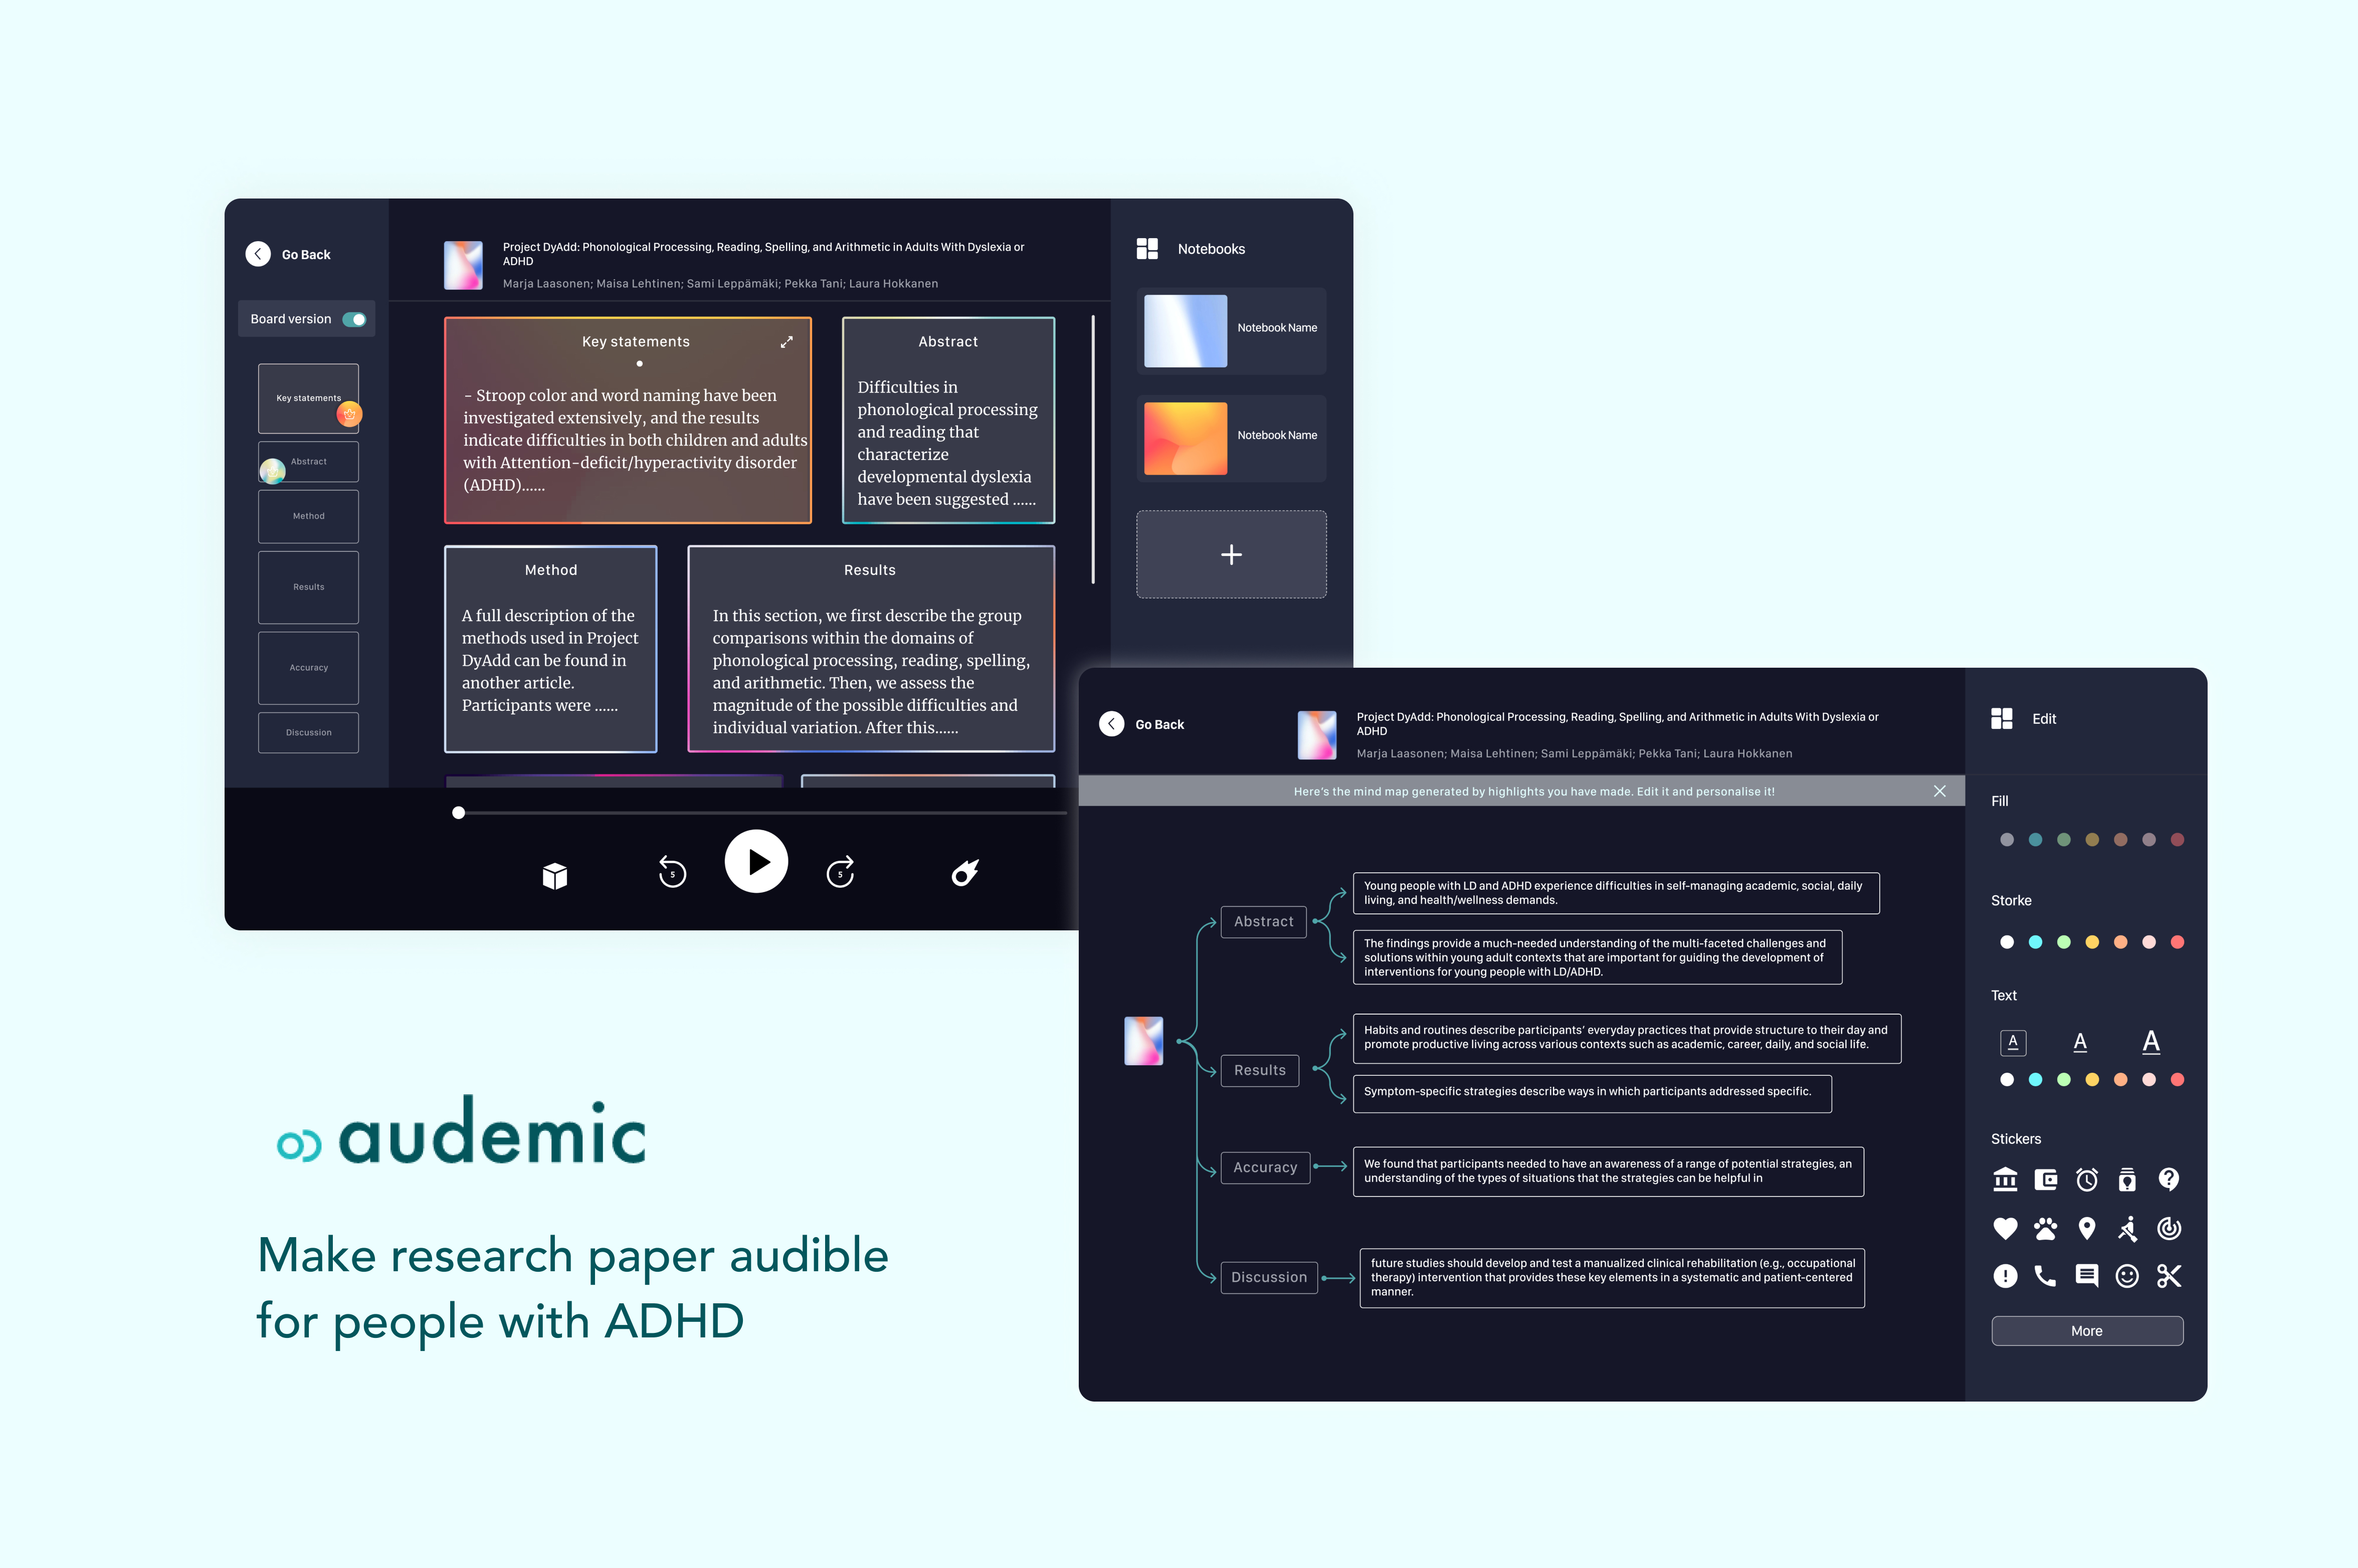 Go Back
Board version
Key statements
Abstract
Method
Results
Accuracy
Discussion
Project DyAdd: Phonological Processing, Reading, Spelling, and Arithmetic in Adults With Dyslexia or
ADHD
Marja Laasonen; Maisa Lehtinen; Sami Leppämäki; Pekka Tani; Laura Hokkanen
Key statements
- Stroop color and word naming have been
investigated extensively, and the results
indicate difficulties in both children and adults
with Attention-deficit/hyperactivity disorder
(ADHD)......
Abstract
Difficulties in
phonological processing
and reading that
characterize
developmental dyslexia
have been suggested ......
Method
A full description of the
methods used in Project
DyAdd can be found in
another article.
Participants were ......
Results
In this section, we first describe the group
comparisons within the domains of
phonological processing, reading, spelling,
and arithmetic. Then, we assess the
magnitude of the possible difficulties and
individual variation. After this......
5
5
Notebooks
Notebook Name
Notebook Name
Go Back
Project DyAdd: Phonological Processing, Reading, Spelling, and Arithmetic in Adults With Dyslexia or
ADHD
Marja Laasonen; Maisa Lehtinen; Sami Leppämäki; Pekka Tani; Laura Hokkanen
Here's the mind map generated by highlights you have made. Edit it and personalise it!
Abstract
Young people with LD and ADHD experience difficulties in self-managing academic, social, daily
living, and health/wellness demands.
The findings provide a much-needed understanding of the multi-faceted challenges and
solutions within young adult contexts that are important for guiding the development of
interventions for young people with LD/ADHD.
Results
Habits and routines describe participants' everyday practices that provide structure to their day and
promote productive living across various contexts such as academic, career, daily, and social life.
Symptom-specific strategies describe ways in which participants addressed specific.
Accuracy
We found that participants needed to have an awareness of a range of potential strategies, an
understanding of the types of situations that the strategies can be helpful in
Discussion
future studies should develop and test a manualized clinical rehabilitation (e.g., occupational
therapy) intervention that provides these key elements in a systematic and patient-centered
manner.
Edit
Fill
Storke
Text
A A A
Stickers
More
audemic
Make research paper audible
for people with ADHD